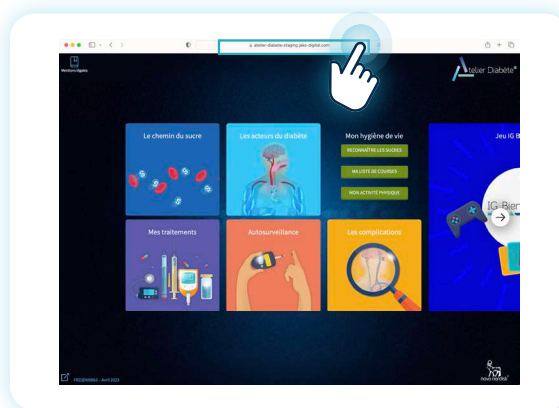 atelier-diabete-staging.pikii-digital.com
Mentions légales
Atelier Diabète®
Le chemin du sucre
Les acteurs du diabète
Mon hygiène de vie
RECONNAÎTRE LES SUCRES
MA LISTE DE COURSES
MON ACTIVITÉ PHYSIQUE
Jeu IG B
IG Bien
Mes traitements
Autosurveillance
Les complications
Avril 2023
novo nordisk®